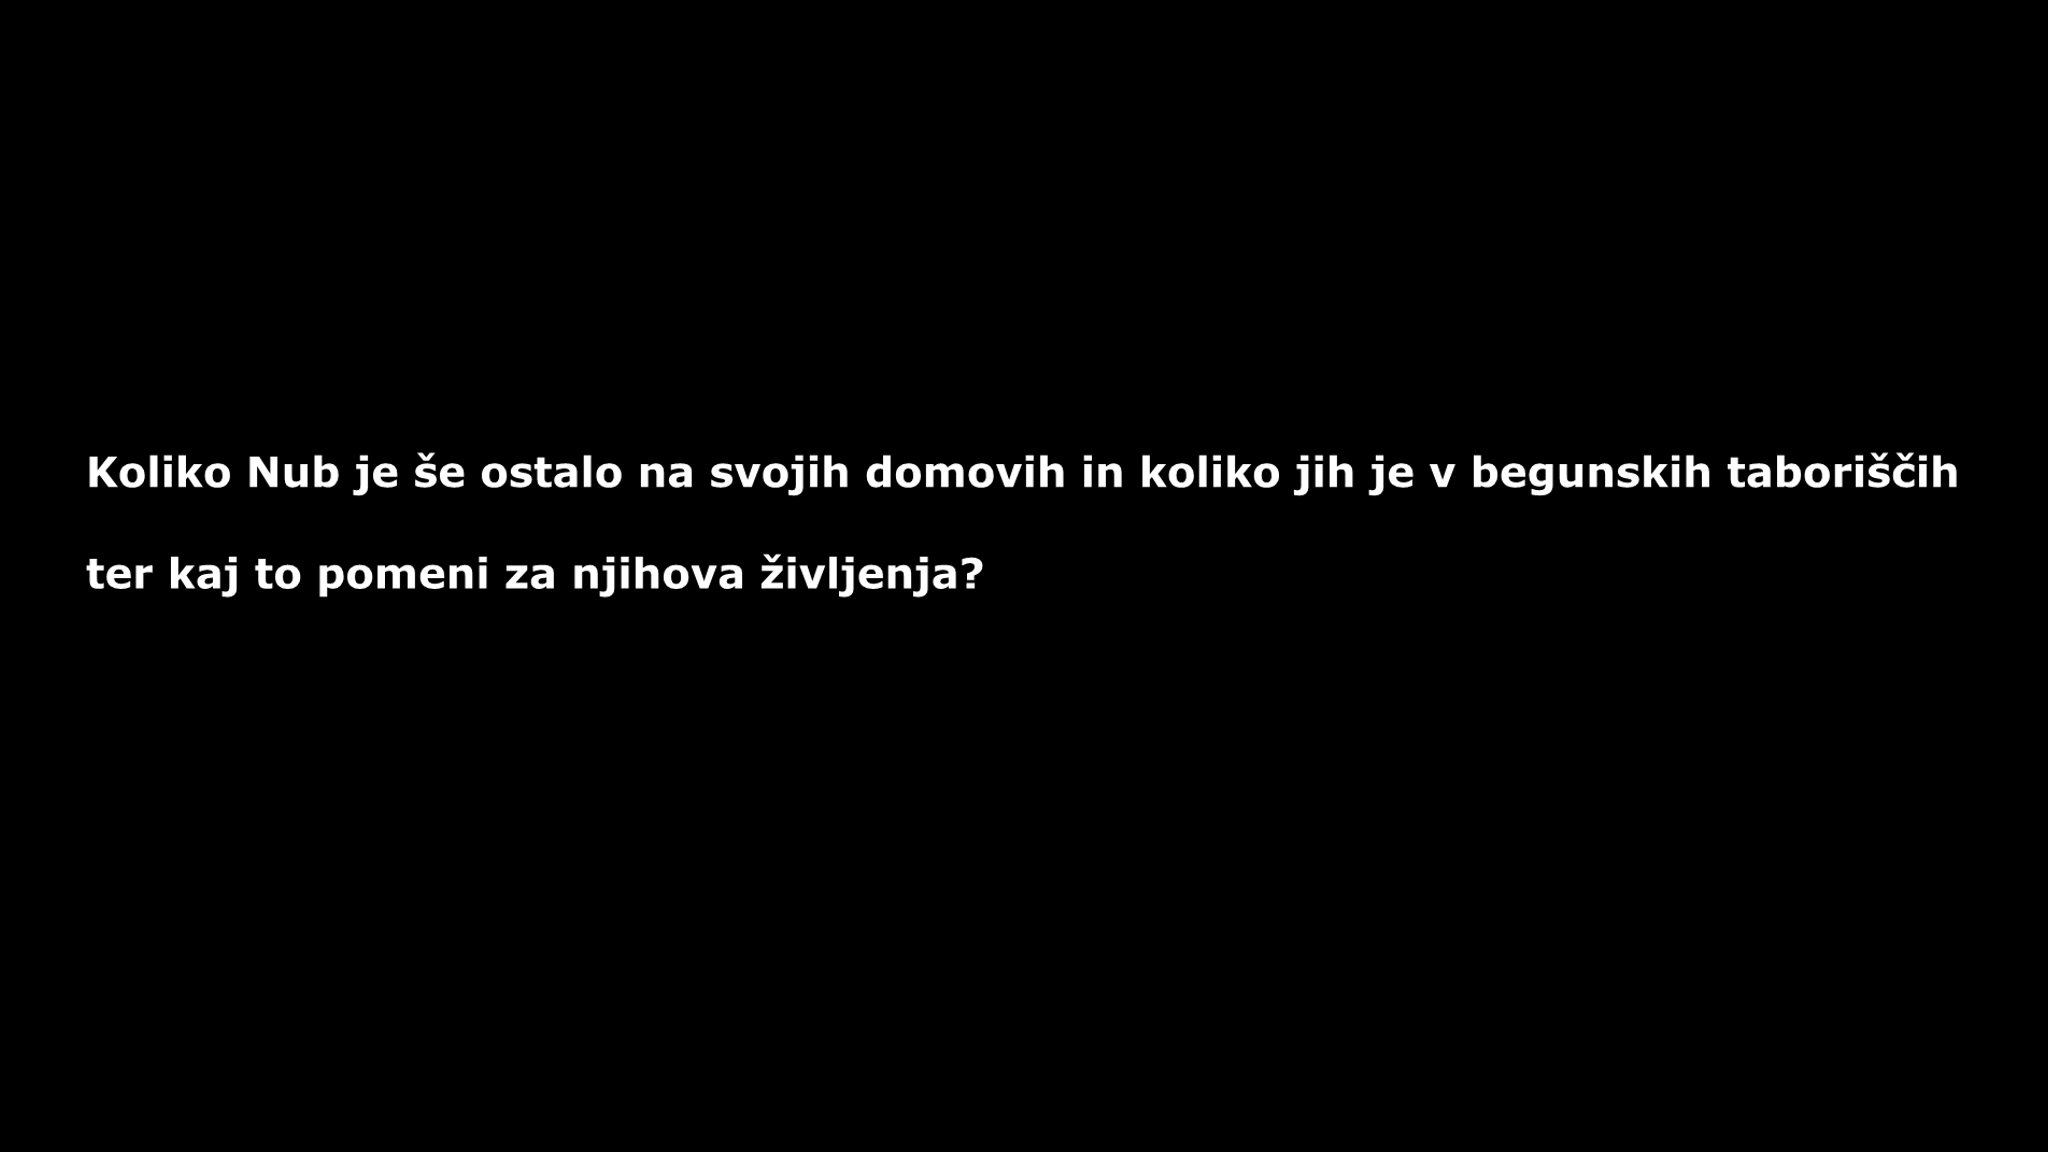 Koliko Nub je še ostalo na svojih domovih in koliko jih je v begunskih taboriščih
ter kaj to pomeni za njihova življenja?